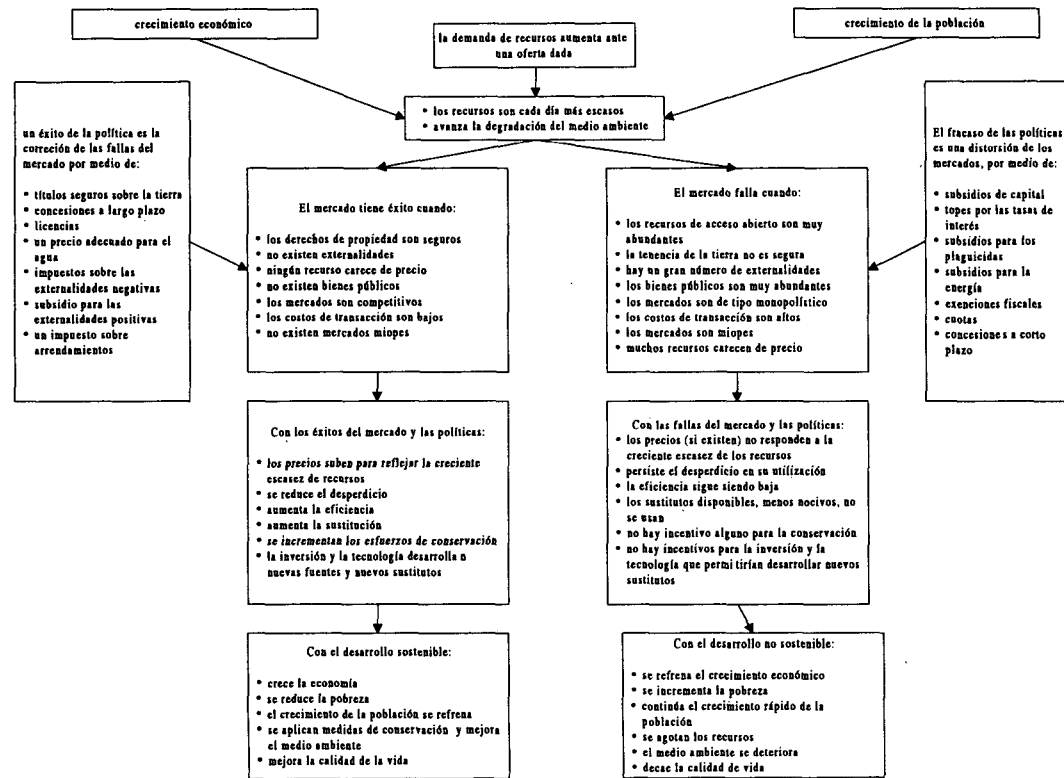 crecimiento económico
la demanda de recursos aumenta ante
una oferta dada
crecimiento de la población
• los recursos son cada día más escasos
• avanza la degradación del medio ambiente
un éxito de la política es la
correción de las fallas del
mercado por medio de:
• títulos seguros sobre la tierra
• concesiones a largo plazo
• licencias
• un precio adecuado para el
agua
• impuestos sobre las
externalidades negativas
• subsidio para las
externalidades positivas
• un impuesto sobre
arrendamientos
El mercado tiene éxito cuando:
• los derechos de propiedad son seguros
• no existen externalidades
• ningún recurso carece de precio
• no existen bienes públicos
• los mercados son competitivos
• los costos de transacción son bajos
• no existen mercados miopes
El mercado falla cuando:
• los recursos de acceso abierto son muy
abundantes
• la tenencia de la tierra no es segura
• hay un gran número de externalidades
• los bienes públicos son muy abundantes
• los mercados son de tipo monopolístico
• los costos de transacción son altos
• los mercados son miopes
• muchos recursos carecen de precio
El fracaso de las políticas
es una distorsión de los
mercados, por medio de:
• subsidios de capital
• topes por las tasas de
interés
• subsidios para los
plaguicidas
• subsidios para la
energía
• exenciones fiscales
• cuotas
• concesiones a corto
plazo
Con los éxitos del mercado y las políticas:
• los precios suben para reflejar la creciente
escasez de recursos
• se reduce el desperdicio
• aumenta la eficiencia
• aumenta la sustitución
• se incrementan los esfuerzos de conservación
• la inversión y la tecnología desarrolla n
nuevas fuentes y nuevos sustitutos
Con las fallas del mercado y las políticas:
• los precios (si existen) no responden a la
creciente escasez de los recursos
• persiste el desperdicio en su utilización
• la eficiencia sigue siendo baja
• los sustitutos disponibles, menos nocivos, no
se usan
• no hay incentivo alguno para la conservación
• no hay incentivos para la inversión y la
tecnología que permi tirían desarrollar nuevos
sustitutos
Con el desarrollo sostenible:
• crece la economía
• se reduce la pobreza
• el crecimiento de la población se refrena
• se aplican medidas de conservación y mejora
el medio ambiente
• mejora la calidad de la vida
Con el desarrollo no sostenible:
• se refrena el crecimiento económico
• se incrementa la pobreza
• continúa el crecimiento rápido de la
población
• se agotan los recursos
• el medio ambiente se deteriora
• decae la calidad de vida